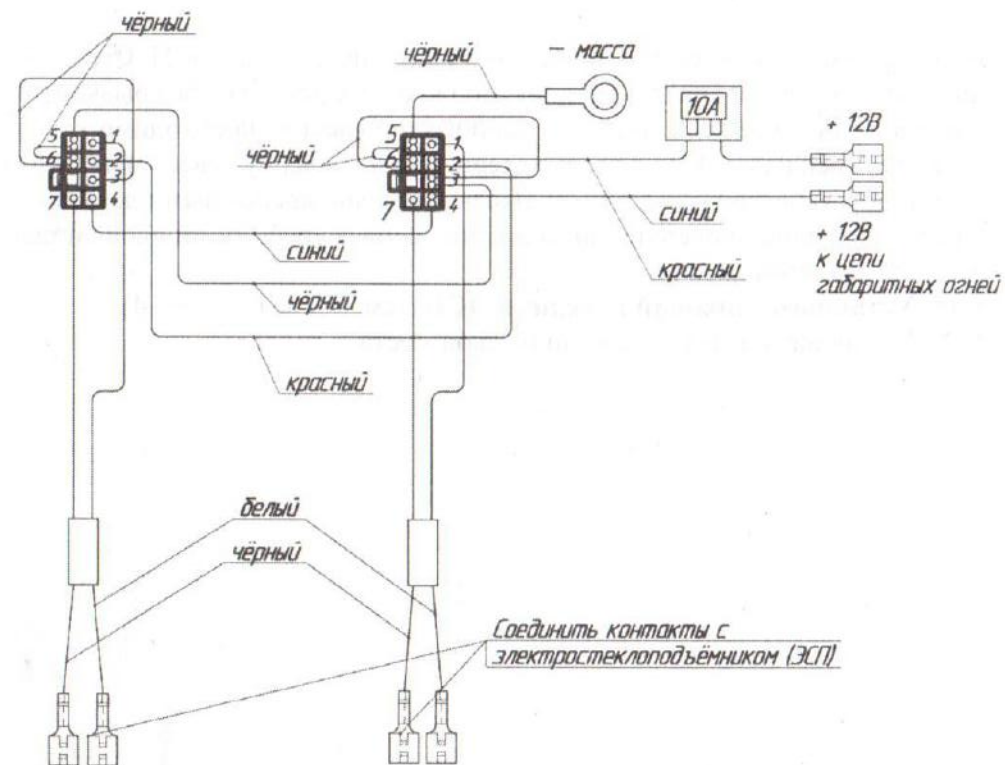 чёрный
чёрный
– масса
10А
+ 12В
5
1
6
2
3
7
4
чёрный
5
1
6
2
3
7
4
синий
синий
+ 12В
к цепи
габаритных огней
красный
чёрный
красный
белый
чёрный
Соединить контакты с
электростеклоподъёмником (ЭСП)